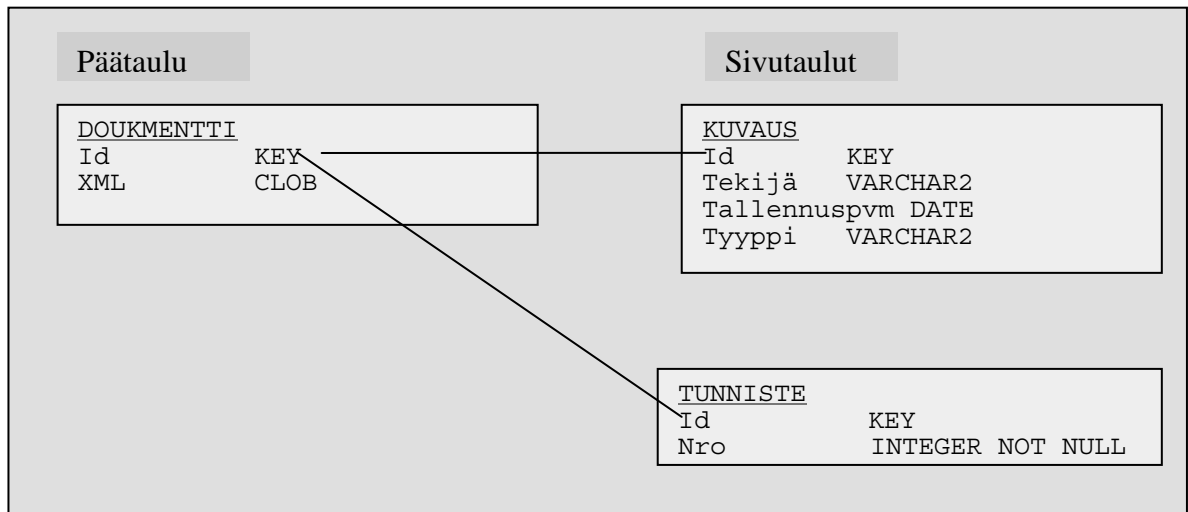 Päätaulu
DOUKMENTTI
Id KEY
XML CLOB
Sivutaulut
KUVAUS
Id KEY
Tekijä VARCHAR2
Tallennuspvm DATE
Tyyppi VARCHAR2
TUNNISTE
Id KEY
Nro INTEGER NOT NULL